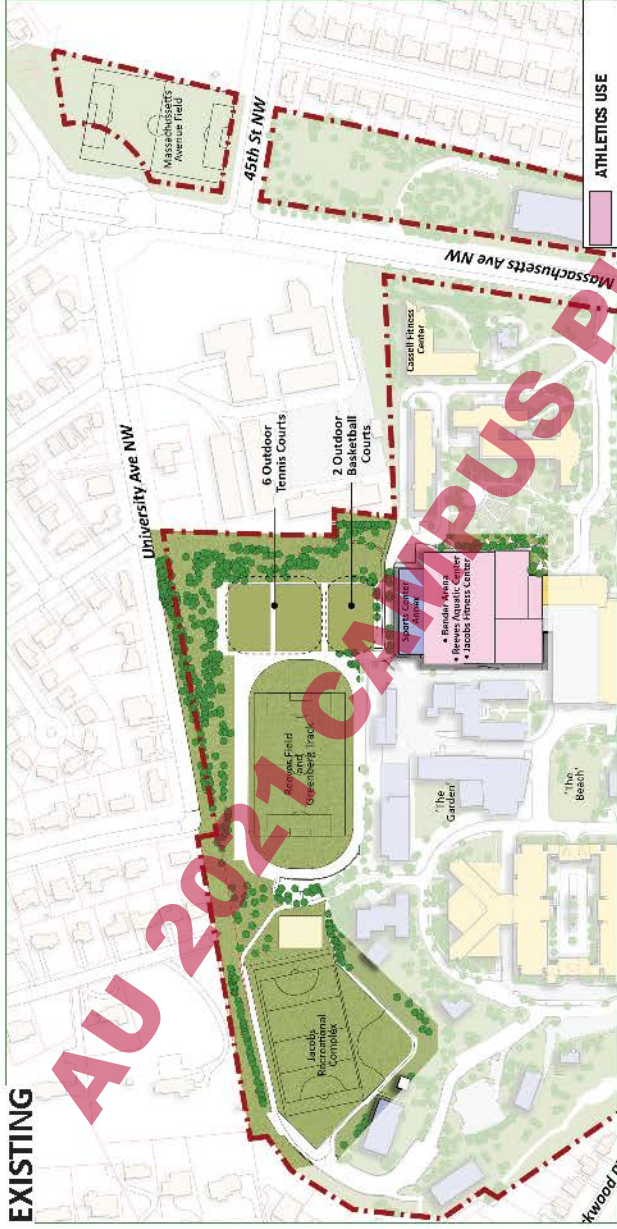 EXISTING
University Ave NW
45th St NW
Massachusetts Ave NW
Massachussetts
Avenue Field
6 Outdoor
Tennis Courts
2 Outdoor
Basketball
Courts
Cassell Fitness
Center
Sports Center
Annex
• Bender Arena
• Reeves Aquatic Center
• Jacobs Fitness Center
Reeves Field
and
Greenberg Track
Jacobs
Recreational
Complex
'The
Garden'
'The
Beach'
ATHLETICS USE
AU 2021 CAMPUS P